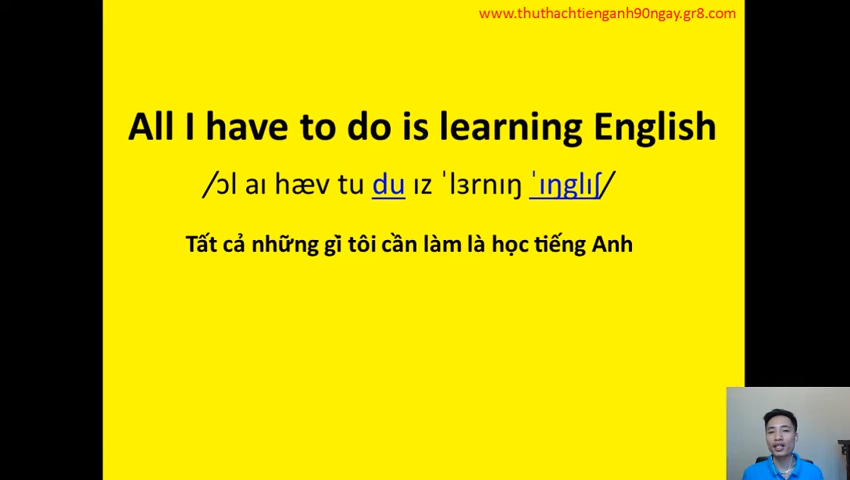 www.thuthachtienganh90ngay.gr8.com
All I have to do is learning English
/ɔl aɪ hæv tu du ɪz ˈlɜrnɪŋ ˈɪŋglɪʃ/
Tất cả những gì tôi cần làm là học tiếng Anh